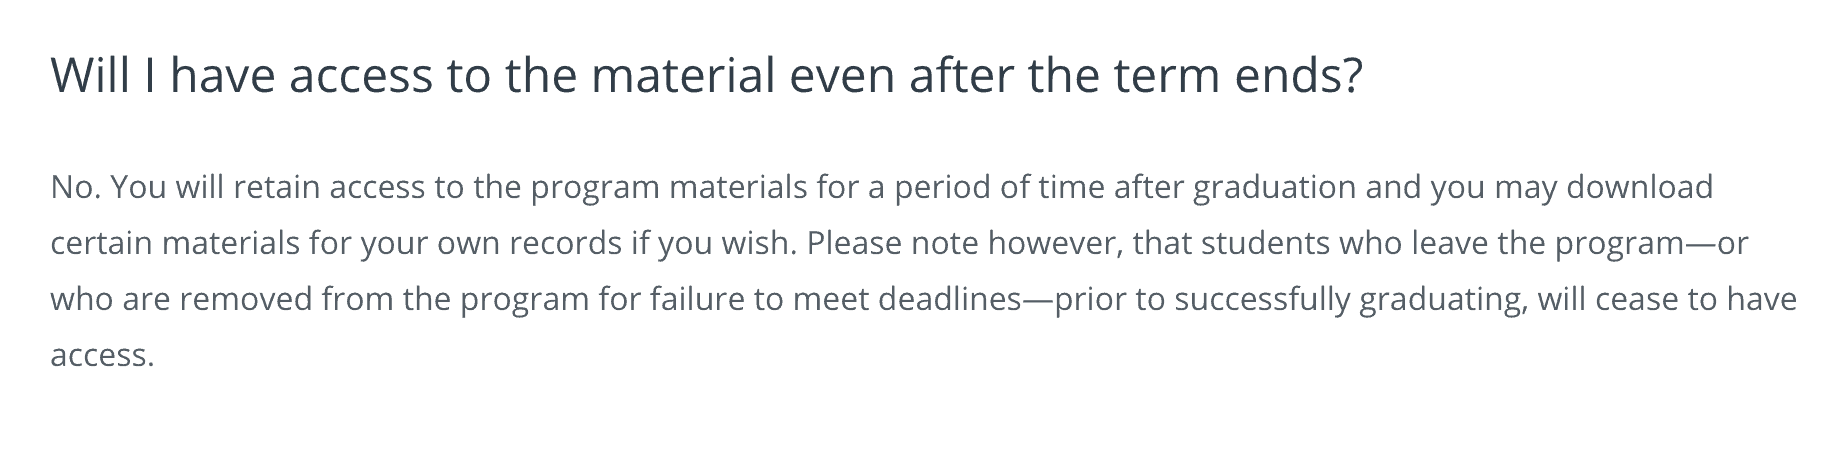 Will I have access to the material even after the term ends?
No. You will retain access to the program materials for a period of time after graduation and you may download
certain materials for your own records if you wish. Please note however, that students who leave the program—or
who are removed from the program for failure to meet deadlines—prior to successfully graduating, will cease to have
access.